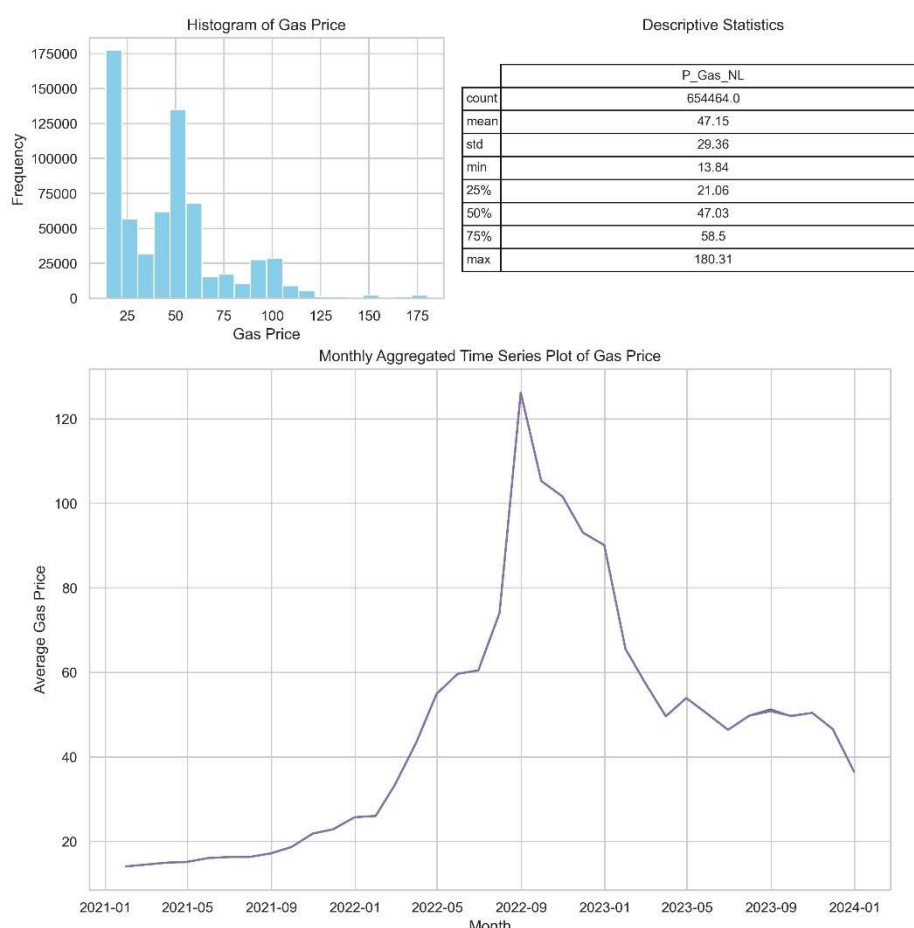 Histogram of Gas Price
175000
150000
125000
100000
75000
50000
25000
0
Frequency
25 50 75 100 125 150 175
Gas Price
Descriptive Statistics
P_Gas_NL
count 654464.0
mean 47.15
std 29.36
min 13.84
25% 21.06
50% 47.03
75% 58.5
max 180.31
Monthly Aggregated Time Series Plot of Gas Price
120
100
80
60
40
20
Average Gas Price
2021-01 2021-05 2021-09 2022-01 2022-05 2022-09 2023-01 2023-05 2023-09 2024-01
Month